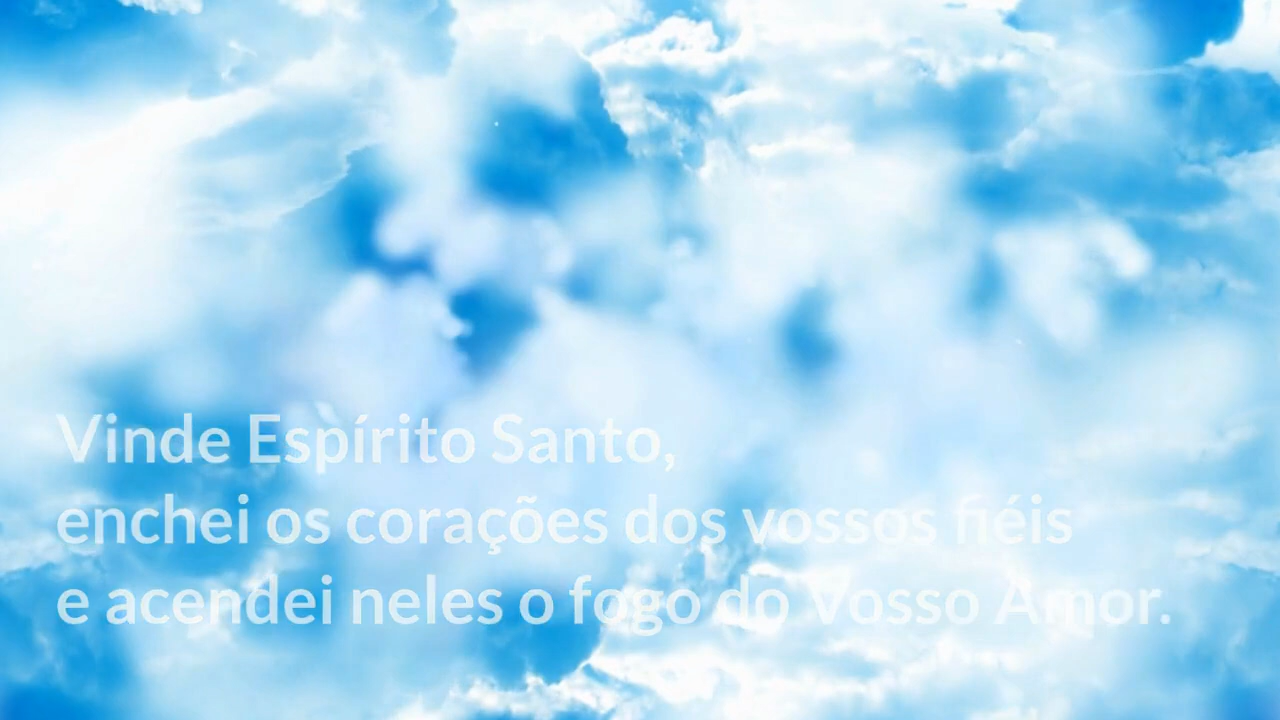 Vinde Espírito Santo,
enchei os corações dos vossos fiéis
e acendei neles o fogo do Vosso Amor.